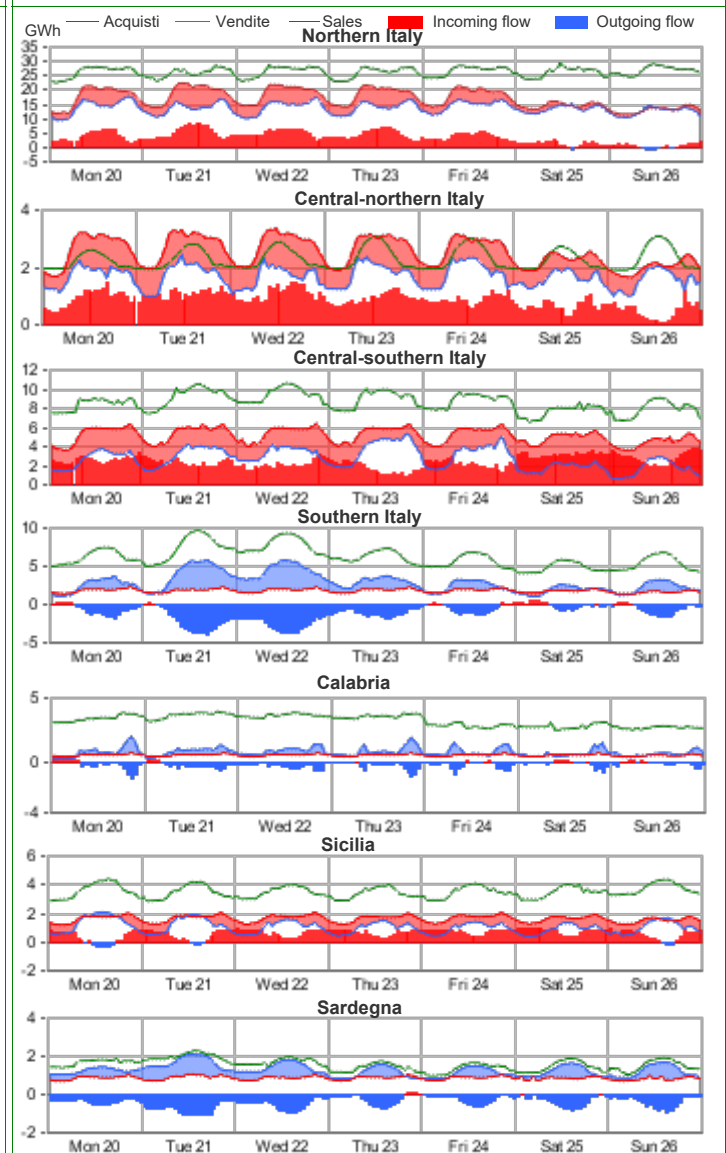 GWh Acquisti Vendite Sales Incoming flow Outgoing flow
Northern Italy
35
30
25
20
15
10
5
0
-5
Mon 20 Tue 21 Wed 22 Thu 23 Fri 24 Sat 25 Sun 26
Central-northern Italy
4
2
0
Mon 20 Tue 21 Wed 22 Thu 23 Fri 24 Sat 25 Sun 26
Central-southern Italy
12
10
8
6
4
2
0
Mon 20 Tue 21 Wed 22 Thu 23 Fri 24 Sat 25 Sun 26
Southern Italy
10
5
0
-5
Mon 20 Tue 21 Wed 22 Thu 23 Fri 24 Sat 25 Sun 26
Calabria
5
0
-4
Mon 20 Tue 21 Wed 22 Thu 23 Fri 24 Sat 25 Sun 26
Sicilia
6
4
2
0
-2
Mon 20 Tue 21 Wed 22 Thu 23 Fri 24 Sat 25 Sun 26
Sardegna
4
2
0
-2
Mon 20 Tue 21 Wed 22 Thu 23 Fri 24 Sat 25 Sun 26